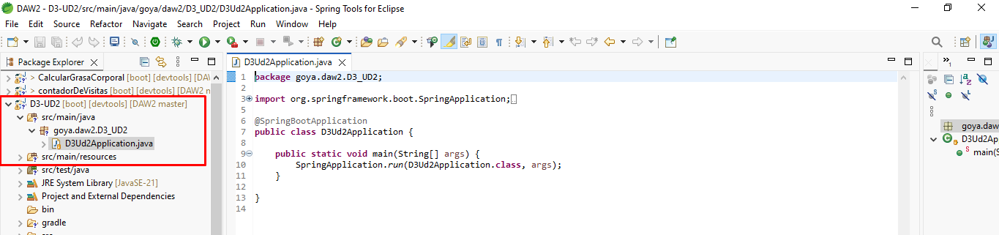 DAW2 - D3-UD2/src/main/java/goya/daw2/D3_UD2/D3Ud2Application.java - Spring Tools for Eclipse
File Edit Source Refactor Navigate Search Project Run Window Help
Package Explorer
> CalcularGrasaCorporal [boot] [devtools] [DAW
> contadorDeVisitas [boot] [devtools] [DAW2 m
D3-UD2 [boot] [devtools] [DAW2 master]
src/main/java
goya.daw2.D3_UD2
D3Ud2Application.java
src/main/resources
src/test/java
JRE System Library [JavaSE-21]
Project and External Dependencies
bin
gradle
D3Ud2Application.java
1 package goya.daw2.D3_UD2;
2
3 import org.springframework.boot.SpringApplication;
5
6 @SpringBootApplication
7 public class D3Ud2Application {
8
9 public static void main(String[] args) {
10 SpringApplication.run(D3Ud2Application.class, args);
11 }
12
13 }
14
»1
goya.daw
D3Ud2Ap
main(S